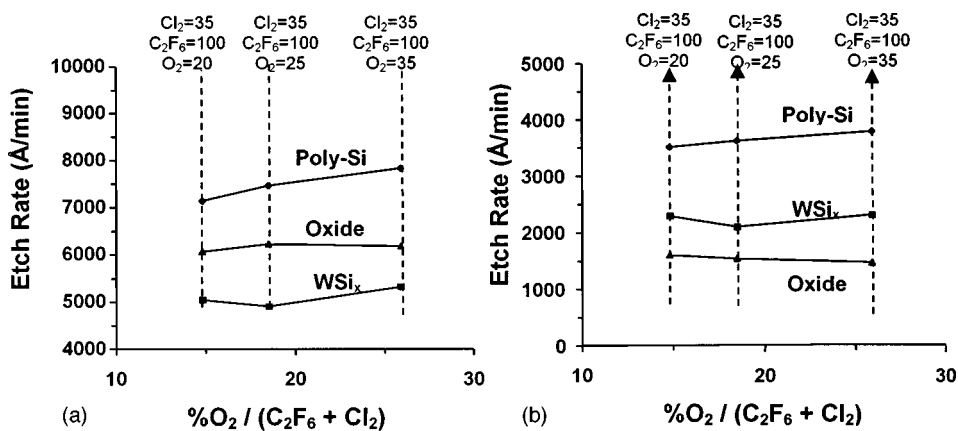 Cl₂=35 Cl₂=35 Cl₂=35
C₂F₆=100 C₂F₆=100 C₂F₆=100
O₂=20 O₂=25 O₂=35
10000
9000
8000
7000
6000
5000
4000
Etch Rate (Å/min)
Poly-Si
Oxide
WSiₓ
10 20 30
(a) %O₂ / (C₂F₆ + Cl₂)
Cl₂=35 Cl₂=35 Cl₂=35
C₂F₆=100 C₂F₆=100 C₂F₆=100
O₂=20 O₂=25 O₂=35
5000
4000
3000
2000
1000
0
Etch Rate (Å/min)
Poly-Si
WSiₓ
Oxide
10 20 30
(b) %O₂ / (C₂F₆ + Cl₂)